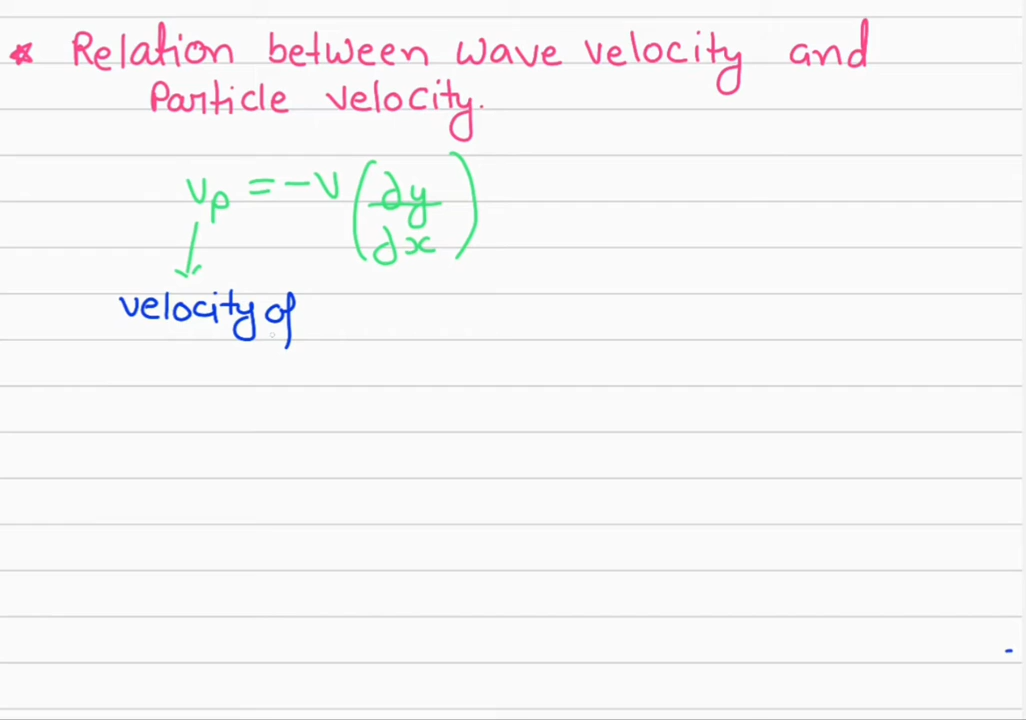 * Relation between wave velocity and
Particle velocity.
vₚ = -v (∂y/∂x)
velocity of